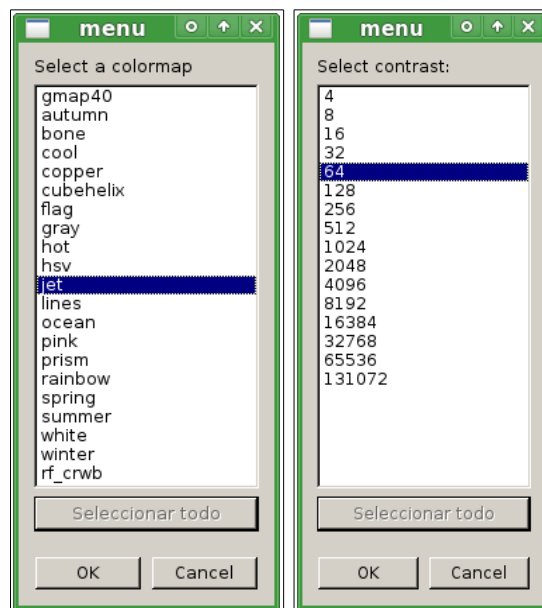 menu
Select a colormap
gmap40
autumn
bone
cool
copper
cubehelix
flag
gray
hot
hsv
jet
lines
ocean
pink
prism
rainbow
spring
summer
white
winter
rf_crwb
Seleccionar todo
OK Cancel
menu
Select contrast:
4
8
16
32
64
128
256
512
1024
2048
4096
8192
16384
32768
65536
131072
Seleccionar todo
OK Cancel